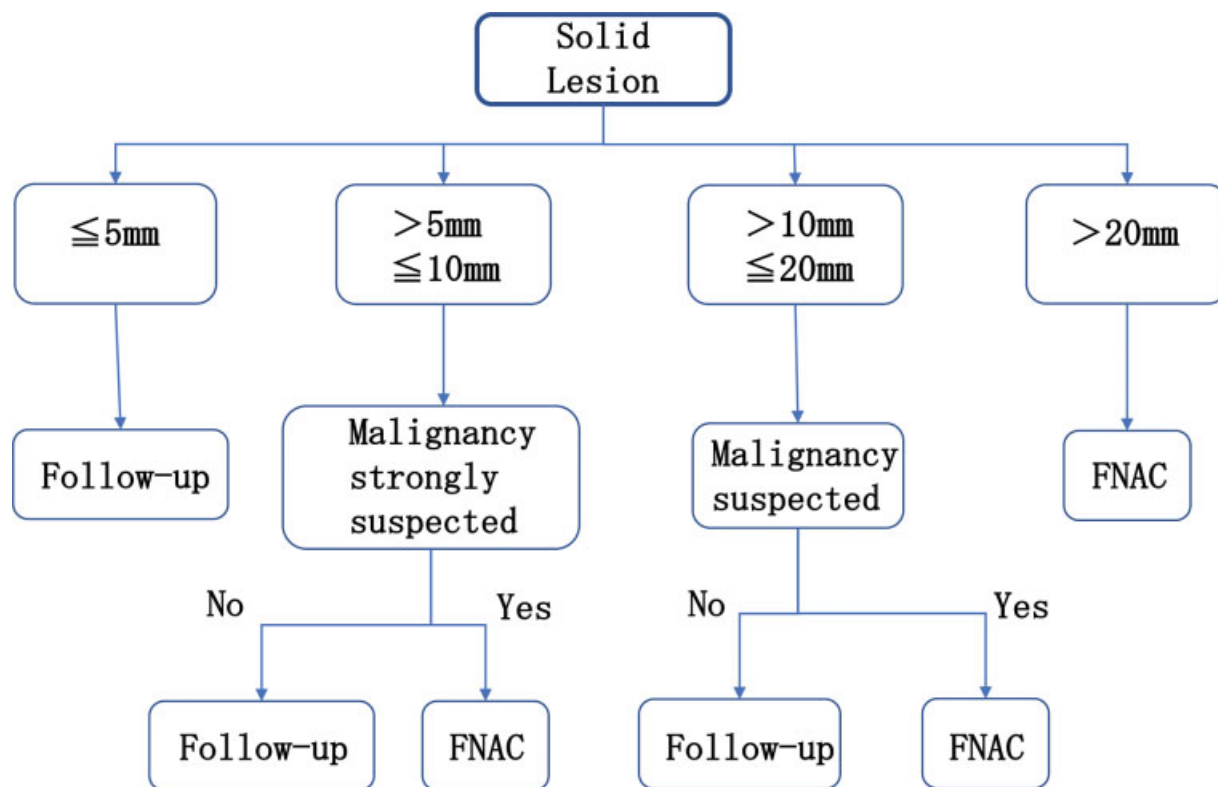 Solid
Lesion
≦5mm
>5mm
≦10mm
>10mm
≦20mm
>20mm
Follow-up
Malignancy
strongly
suspected
Malignancy
suspected
FNAC
No
Yes
No
Yes
Follow-up
FNAC
Follow-up
FNAC